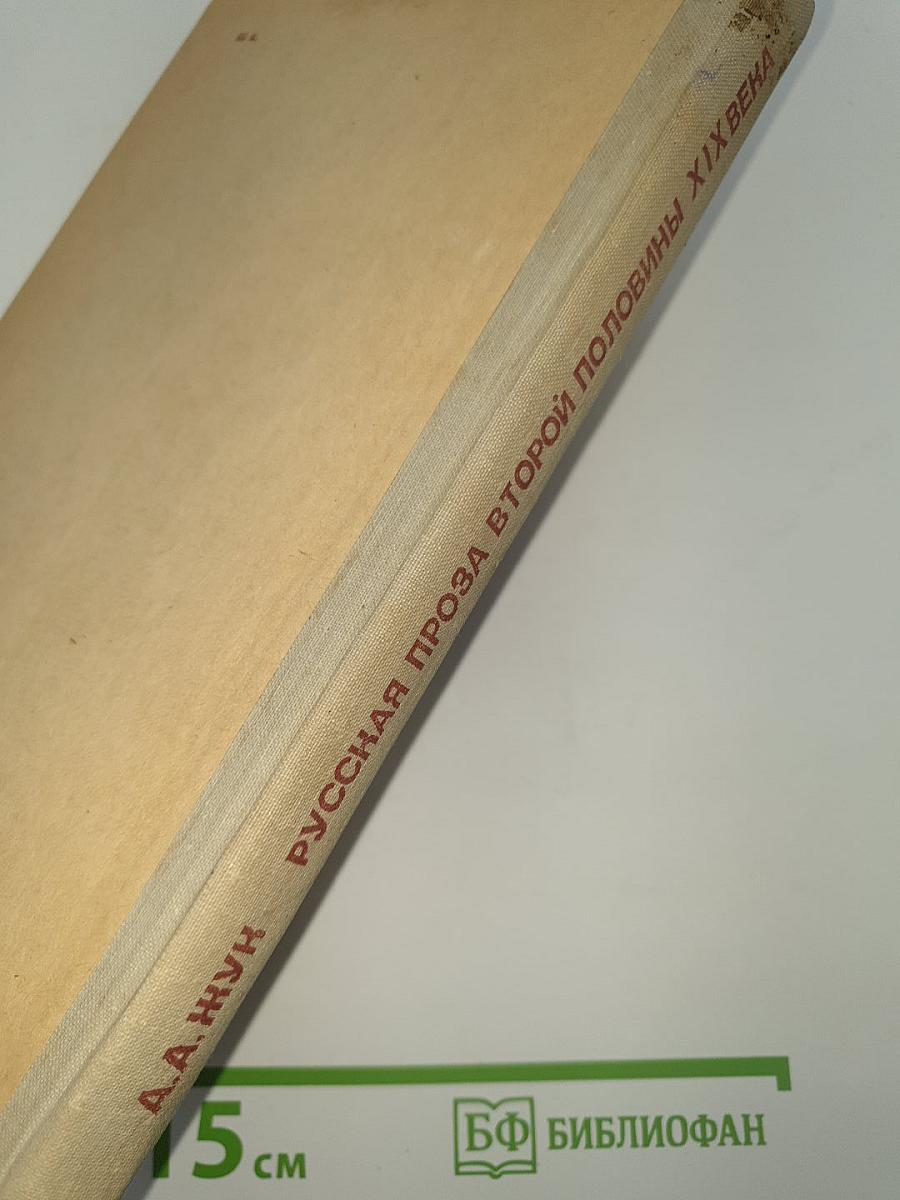 А.А.ЖУК РУССКАЯ ПРОЗА ВТОРОЙ ПОЛОВИНЫ XIX ВЕКА
15 см
БФ БИБЛИОФАН